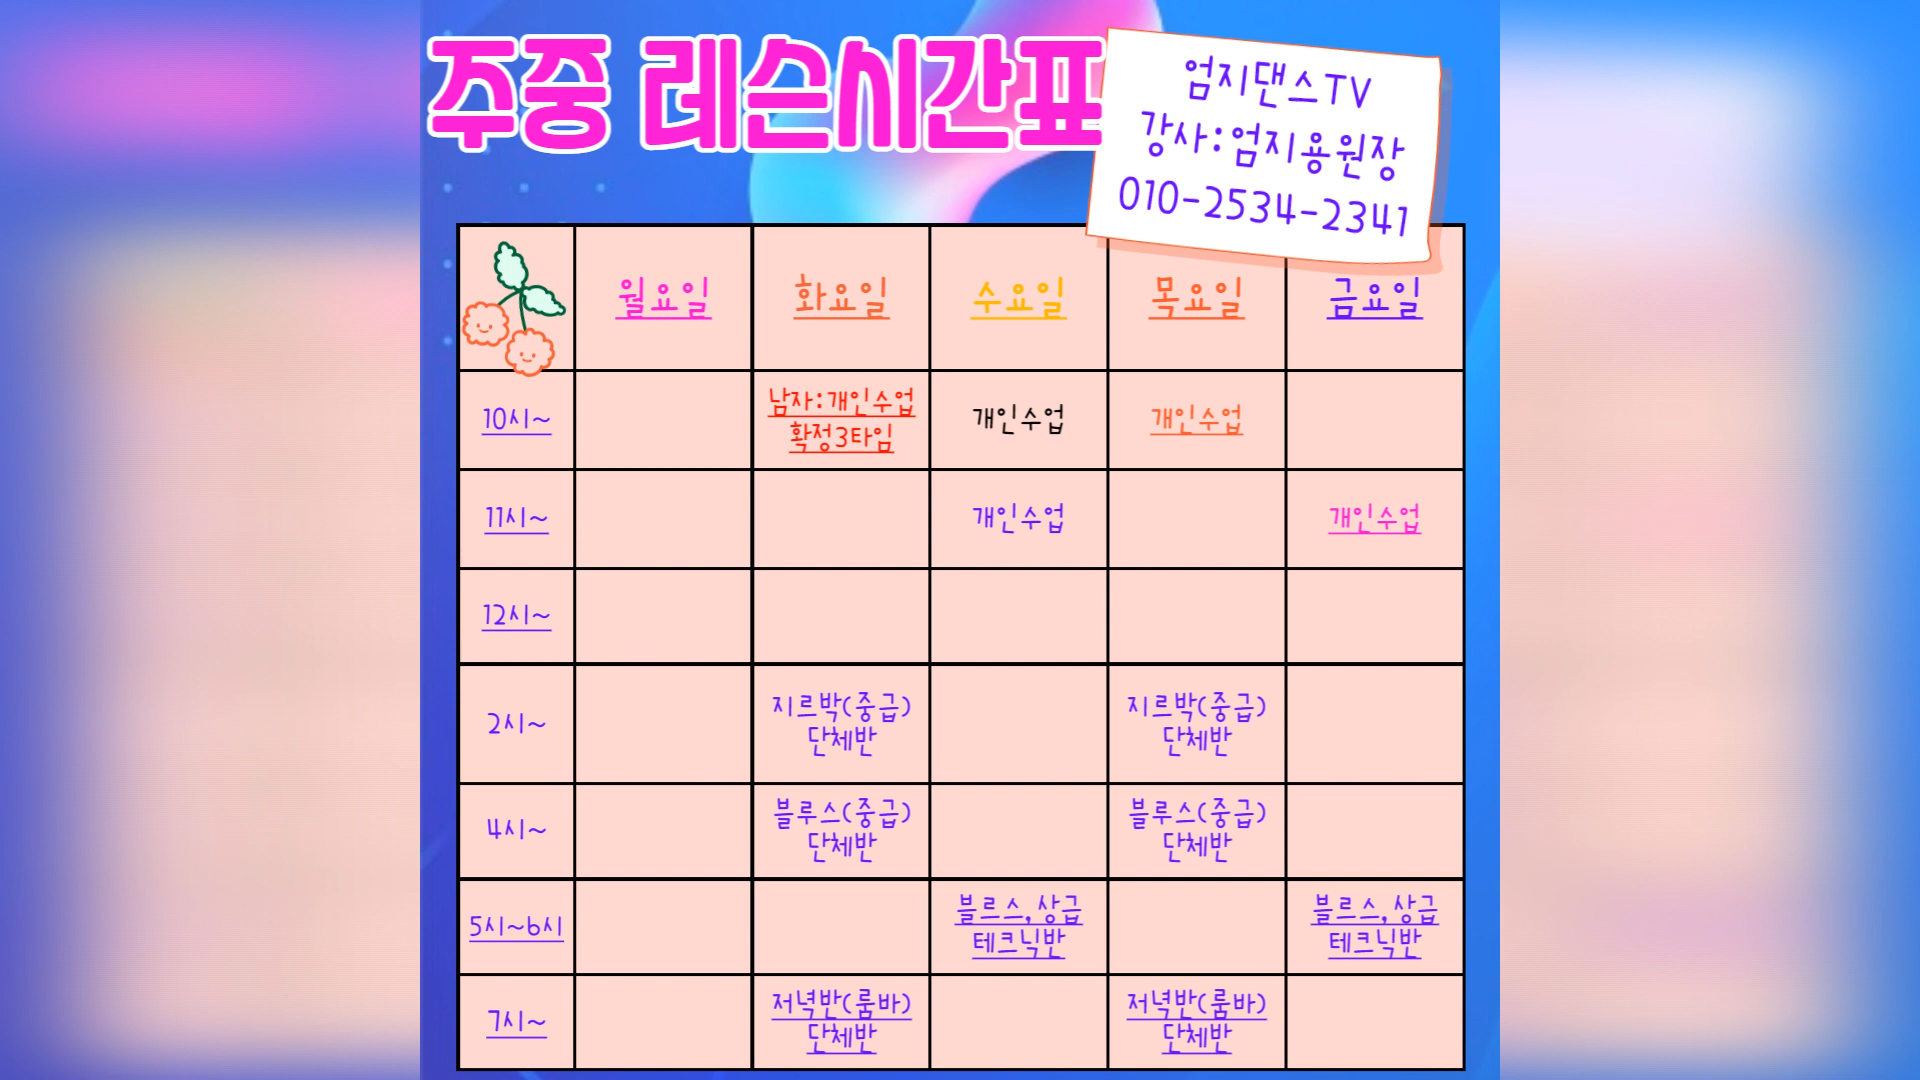 주중 레슨시간표
엄지댄스TV
강사:엄지용원장
010-2534-2341
월요일 화요일 수요일 목요일 금요일
10시~ 남자:개인수업 개인수업 개인수업
확정3타임
11시~ 개인수업 개인수업
12시~
2시~ 지르박(중급) 지르박(중급)
단체반 단체반
4시~ 블루스(중급) 블루스(중급)
단체반 단체반
5시~6시 블르스,상급 블르스,상급
테크닉반 테크닉반
7시~ 저녁반(룸바) 저녁반(룸바)
단체반 단체반